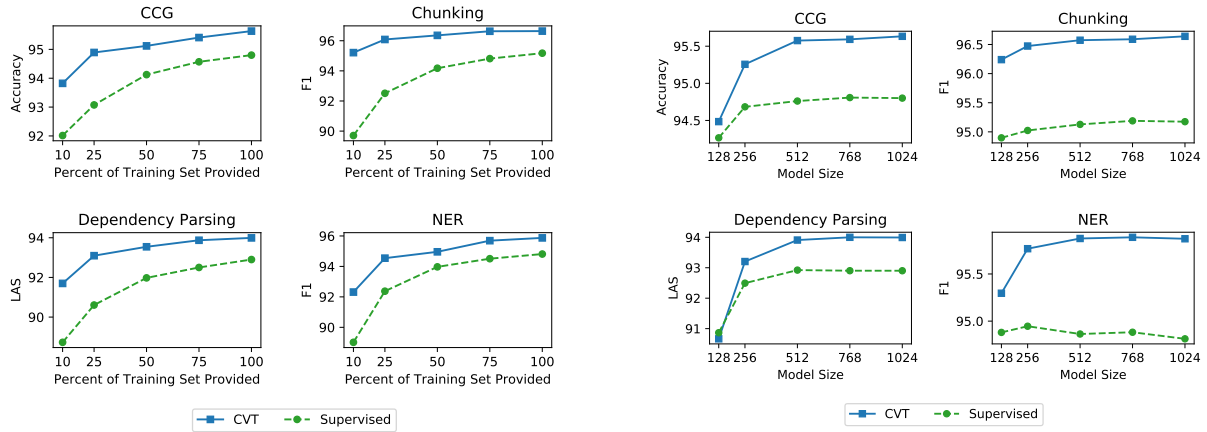 CCG
Accuracy
95
94
93
92
10 25 50 75 100
Percent of Training Set Provided
Chunking
F1
96
94
92
90
10 25 50 75 100
Percent of Training Set Provided
Dependency Parsing
LAS
94
92
90
10 25 50 75 100
Percent of Training Set Provided
NER
F1
96
94
92
90
10 25 50 75 100
Percent of Training Set Provided
CVT Supervised
CCG
Accuracy
95.5
95.0
94.5
128 256 512 768 1024
Model Size
Chunking
F1
96.5
96.0
95.5
95.0
128 256 512 768 1024
Model Size
Dependency Parsing
LAS
94
93
92
91
128 256 512 768 1024
Model Size
NER
F1
95.5
95.0
128 256 512 768 1024
Model Size
CVT Supervised